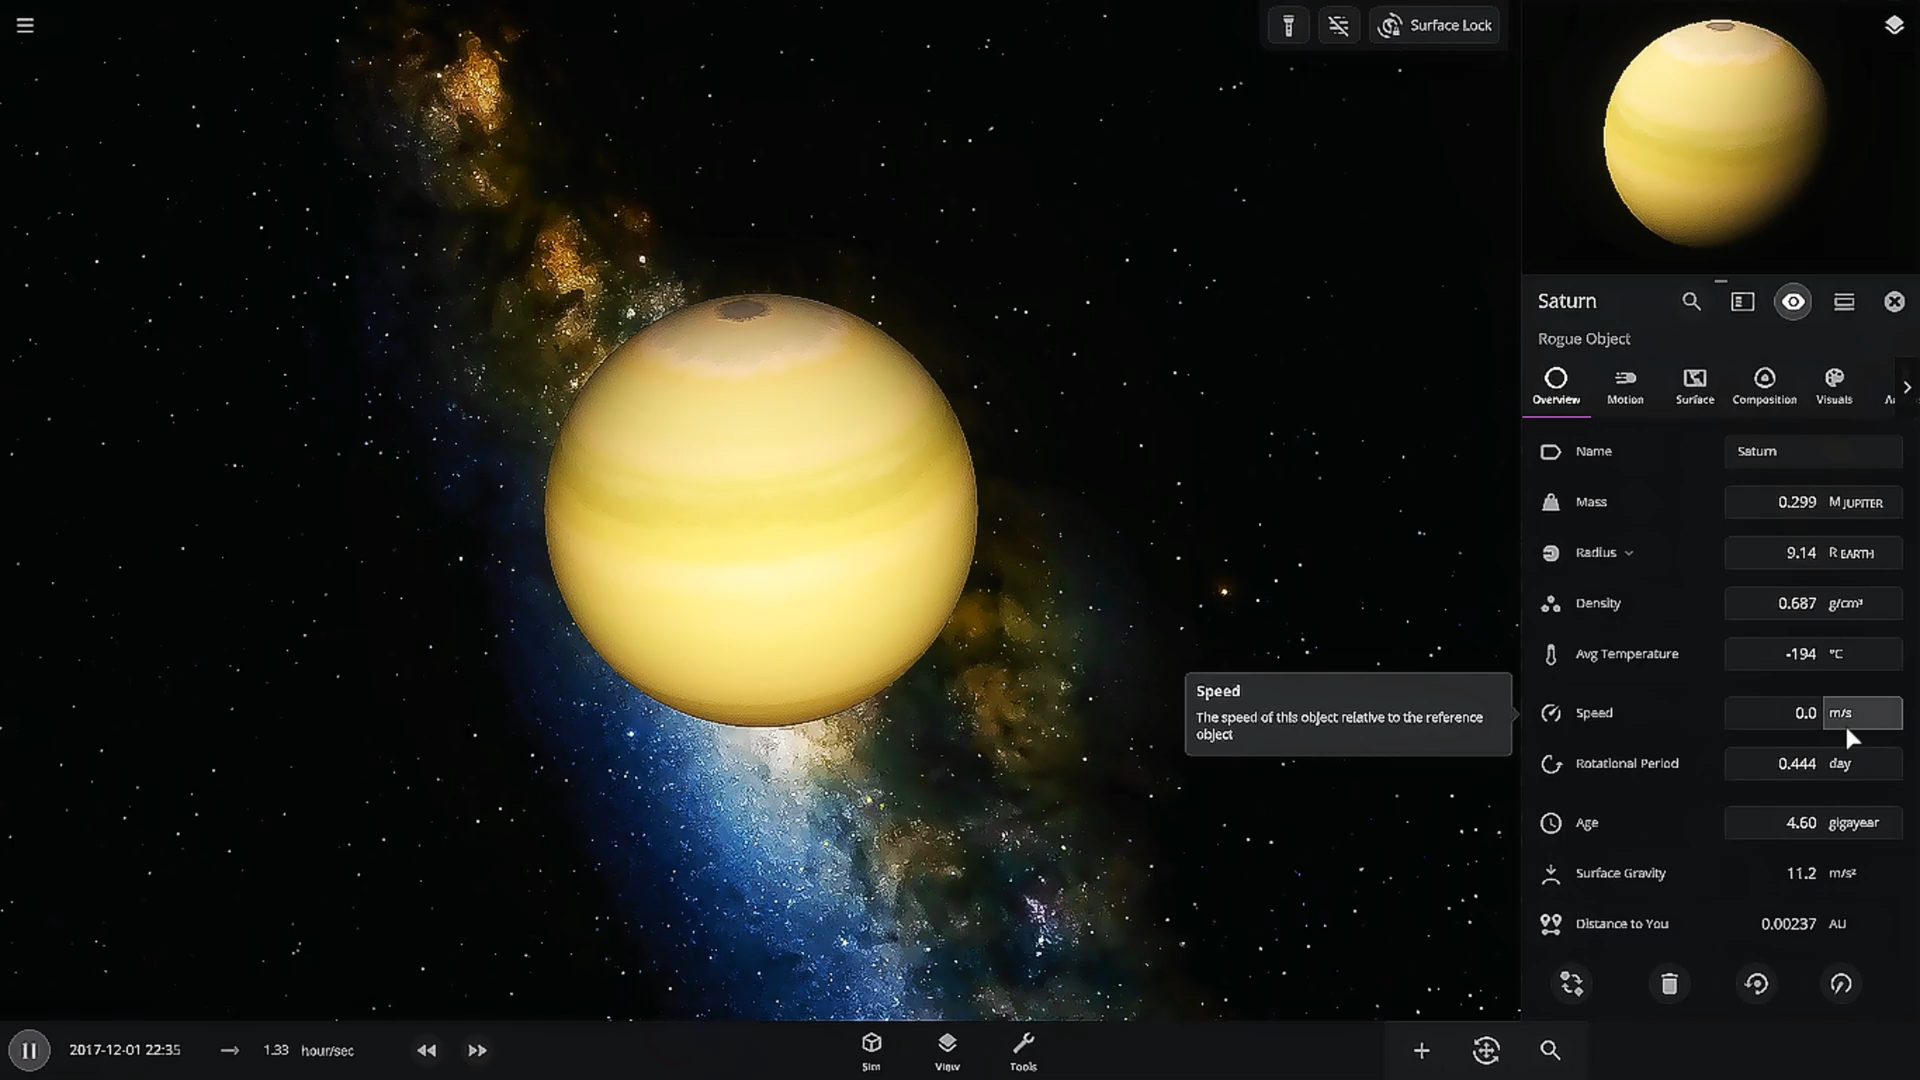 Surface Lock
Saturn
Rogue Object
Overview Motion Surface Composition Visuals
Name Saturn
Mass 0.299 M JUPITER
Radius 9.14 R EARTH
Density 0.687 g/cm³
Avg Temperature -194 °C
Speed
The speed of this object relative to the reference
object
Speed 0.0 m/s
Rotational Period 0.444 day
Age 4.60 gigayear
Surface Gravity 11.2 m/s²
Distance to You 0.00237 AU
2017-12-01 22:35 → 1.33 hour/sec
Sim View Tools